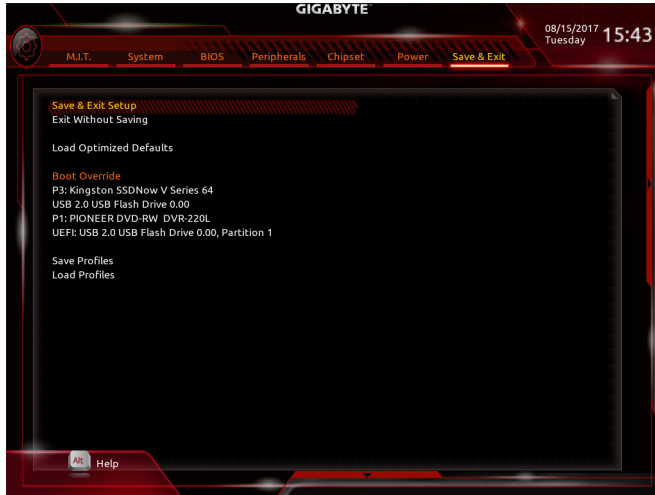 GIGABYTE™
08/15/2017 15:43
Tuesday
M.I.T. System BIOS Peripherals Chipset Power Save & Exit
Save & Exit Setup
Exit Without Saving
Load Optimized Defaults
Boot Override
P3: Kingston SSDNow V Series 64
USB 2.0 USB Flash Drive 0.00
P1: PIONEER DVD-RW DVR-220L
UEFI: USB 2.0 USB Flash Drive 0.00, Partition 1
Save Profiles
Load Profiles
Alt Help